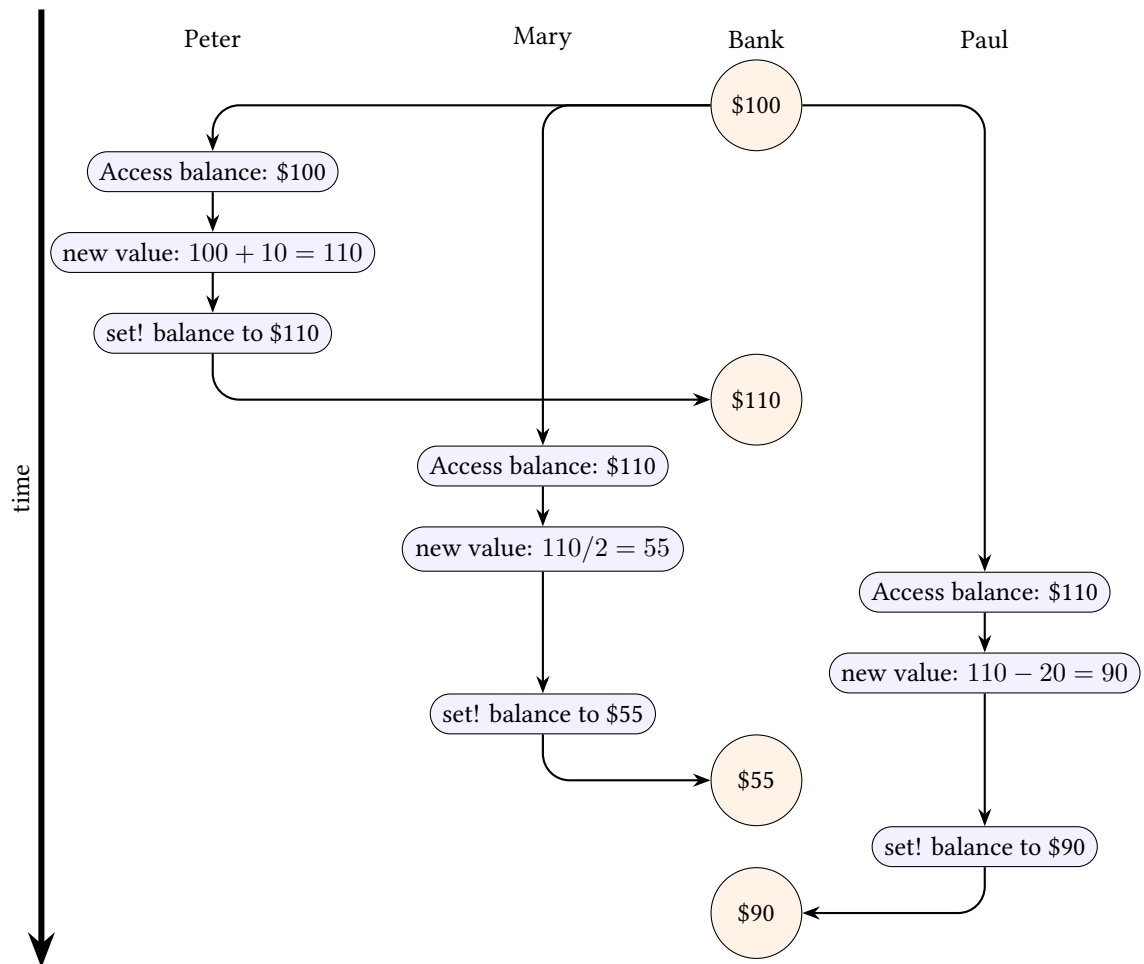 Peter
Mary
Bank
Paul
$100
Access balance: $100
new value: 100 + 10 = 110
set! balance to $110
$110
Access balance: $110
time
new value: 110/2 = 55
Access balance: $110
new value: 110 − 20 = 90
set! balance to $55
$55
set! balance to $90
$90